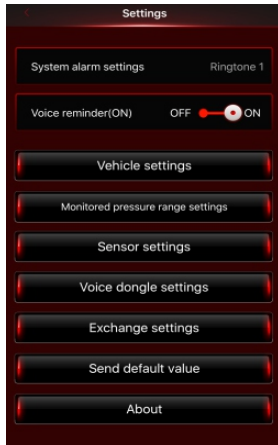 Settings
System alarm settings Ringtone 1
Voice reminder(ON) OFF ON
Vehicle settings
Monitored pressure range settings
Sensor settings
Voice dongle settings
Exchange settings
Send default value
About